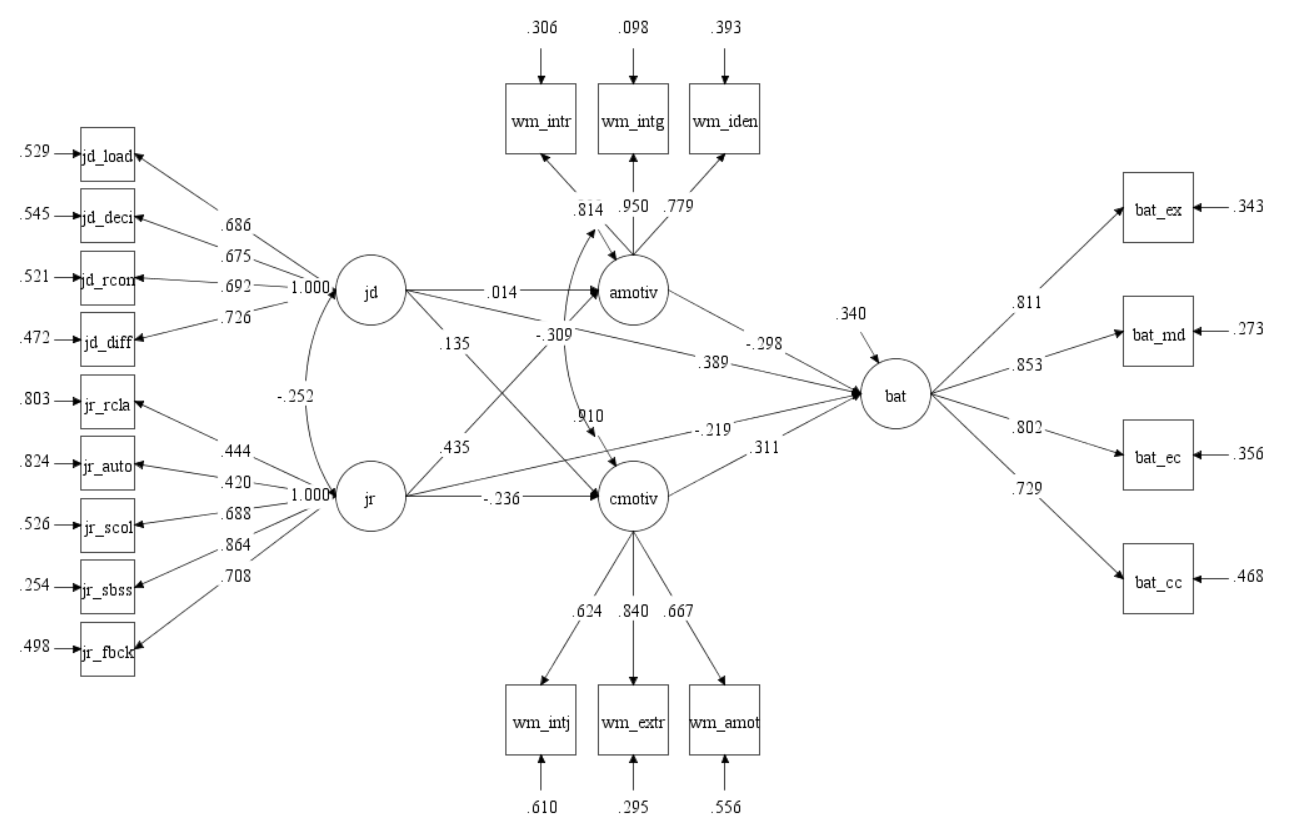 .306 .098 .393
wm_intr wm_intg wm_iden
.529 jd_load
.545 jd_deci
.521 jd_rcon
.472 jd_diff
.803 jr_rcla
.824 jr_auto
.526 jr_scol
.254 jr_sbss
.498 jr_fbck
.686
.675
.692
.726
1.000
jd
-.252
.444
.420
.688
.864
.708
1.000
jr
.814 .950 .779
amotiv
.014
.135
-.309
.389
-.298
.435
.910
-.219
.311
-.236
cmotiv
.624 .840 .667
wm_intj wm_extr wm_amot
.610 .295 .556
.340
bat
.811
.853
.802
.729
bat_ex .343
bat_md .273
bat_ec .356
bat_cc .468